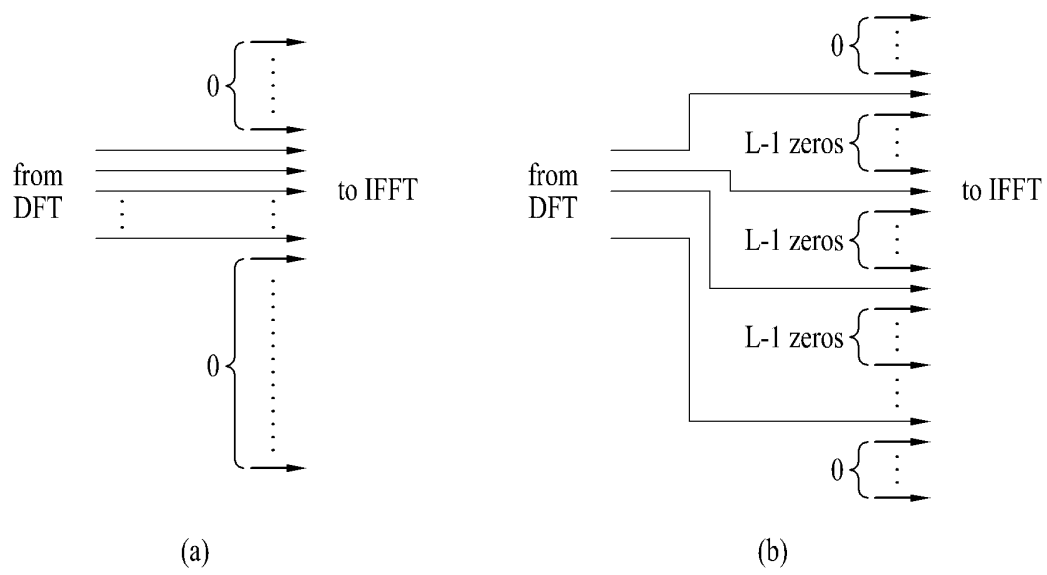 0
from
DFT
to IFFT
0
(a)
0
L-1 zeros
from
DFT
to IFFT
L-1 zeros
L-1 zeros
0
(b)